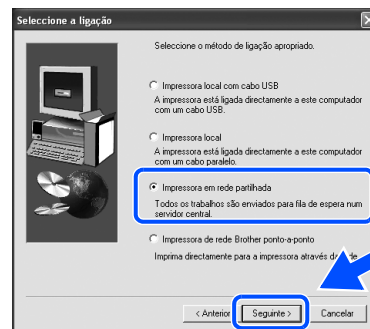 Seleccione a ligação
Seleccione o método de ligação apropriado.
Impressora local com cabo USB
A impressora está ligada directamente a este computador
com um cabo USB.
Impressora local
A impressora está ligada directamente a este computador
com um cabo paralelo.
Impressora em rede partilhada
Todos os trabalhos são enviados para fila de espera num
servidor central.
Impressora de rede Brother ponto-a-ponto
Imprima directamente para a impressora através
< Anterior
Seguinte >
Cancelar